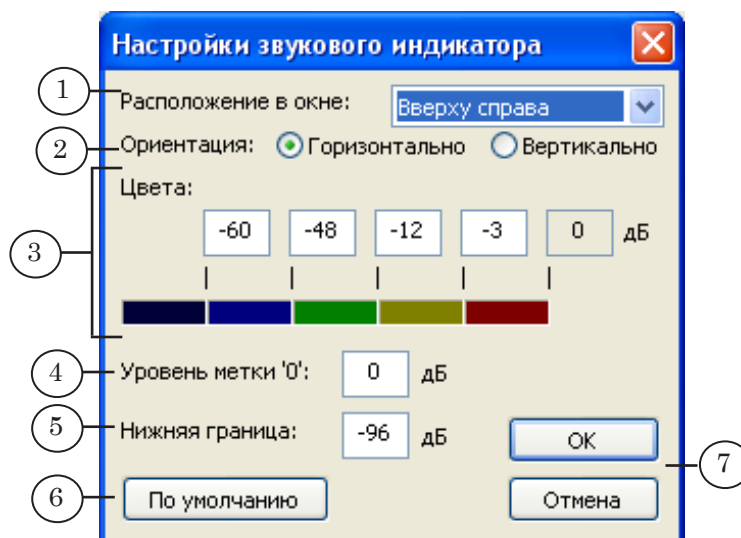 Настройки звукового индикатора
1
Расположение в окне: Вверху справа
2
Ориентация: Горизонтально Вертикально
3
Цвета:
-60 -48 -12 -3 0 дБ
4
Уровень метки '0': 0 дБ
5
Нижняя граница: -96 дБ
OK
7
6
По умолчанию Отмена